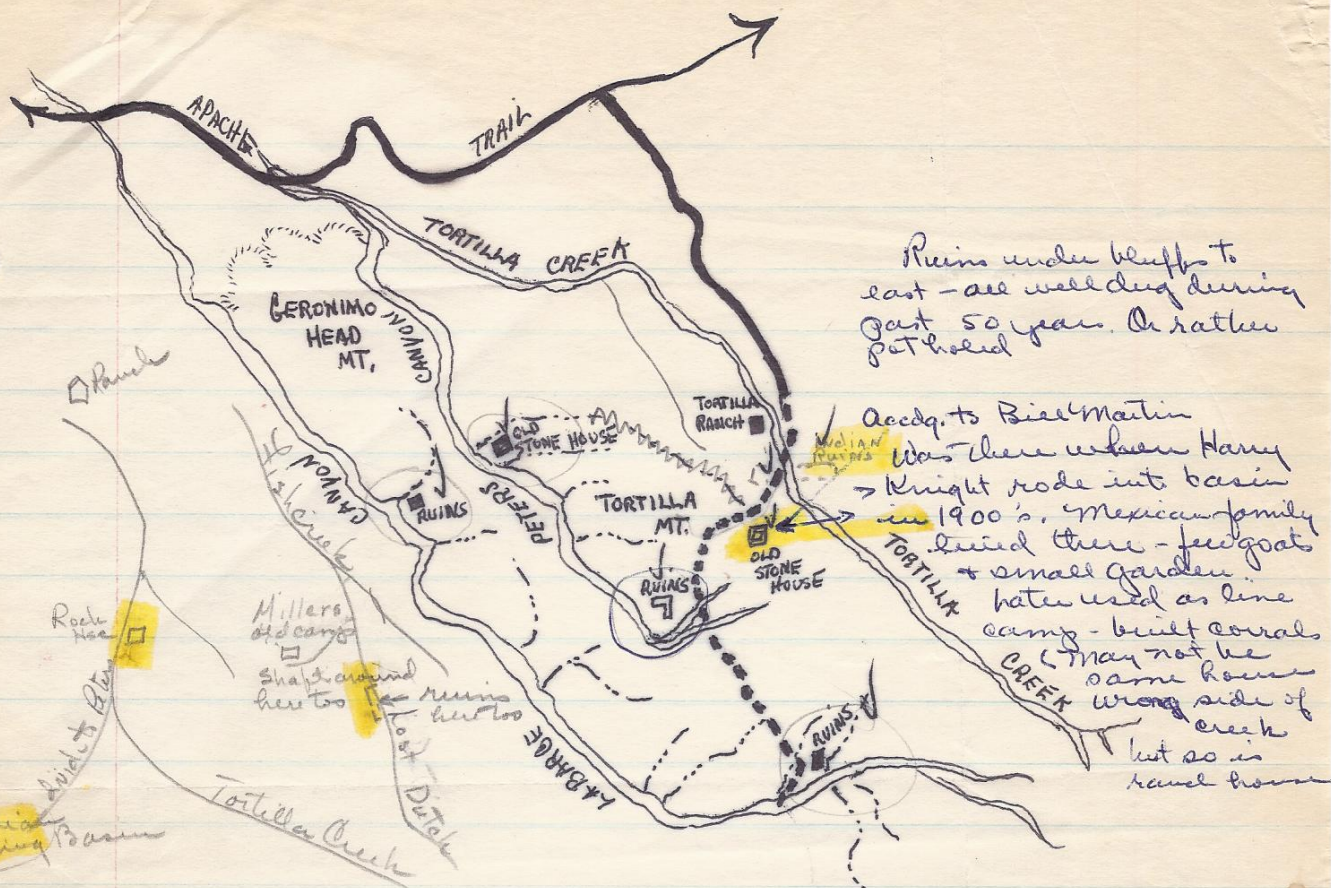 APACHE
TRAIL
TORTILLA CREEK
GERONIMO
HEAD
MT.
CANYON
Ranch
TORTILLA
RANCH
OLD
STONE HOUSE
CANYON
RUINS
PETERS
TORTILLA
MT.
RUINS
OLD
STONE
HOUSE
INDIAN
RUINS
TORTILLA
CREEK
LABARGE
RUINS
Ruins under bluffs to
east - all well dug during
past 50 years. Or rather
pot holed
Accdg. to Bill Martin
was there when Harry
Knight rode into basin
in 1900's. Mexican family
lived there - few goats
+ small garden.
Later used as line
camp - built corrals
May not be
same house
wrong side of
creek
but so is
ranch house
Fish creek
Rock
Hse
Millers
old camp
Shaft around
here too
ruins
here too
Lost Dutch
divide to Peters
Tortilla Creek
Basin